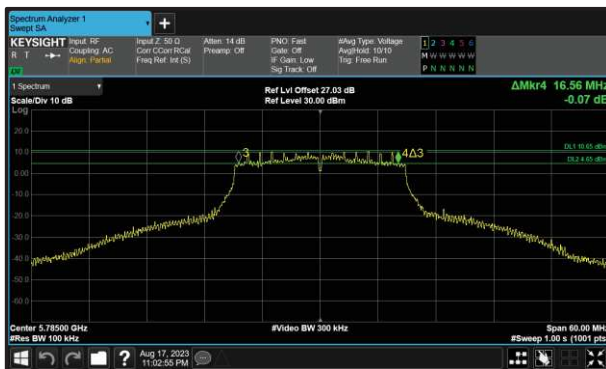 Spectrum Analyzer 1
Swept SA
KEYSIGHT
R T
Input: RF
Coupling: AC
Align: Partial
Input Z: 50 Ω
Corr CCorr RCal
Freq Ref: Int (S)
Atten: 14 dB
Preamp: Off
PNO: Fast
Gate: Off
IF Gain: Low
Sig Track: Off
#Avg Type: Voltage
Avg|Hold: 10/10
Trig: Free Run
1 2 3 4 5 6
M W W W W W
P N N N N N
1 Spectrum
Scale/Div 10 dB
Ref Lvl Offset 27.03 dB
Ref Level 30.00 dBm
ΔMkr4 16.56 MHz
-0.07 dB
Log
20.0
10.0
0.00
-10.0
-20.0
-30.0
-40.0
-50.0
-60.0
3
4Δ3
DL1 10.65 dBm
DL2 4.65 dBm
Center 5.78500 GHz
#Res BW 100 kHz
#Video BW 300 kHz
Span 60.00 MHz
#Sweep 1.00 s (1001 pts)
?
Aug 17, 2023
11:02:55 PM